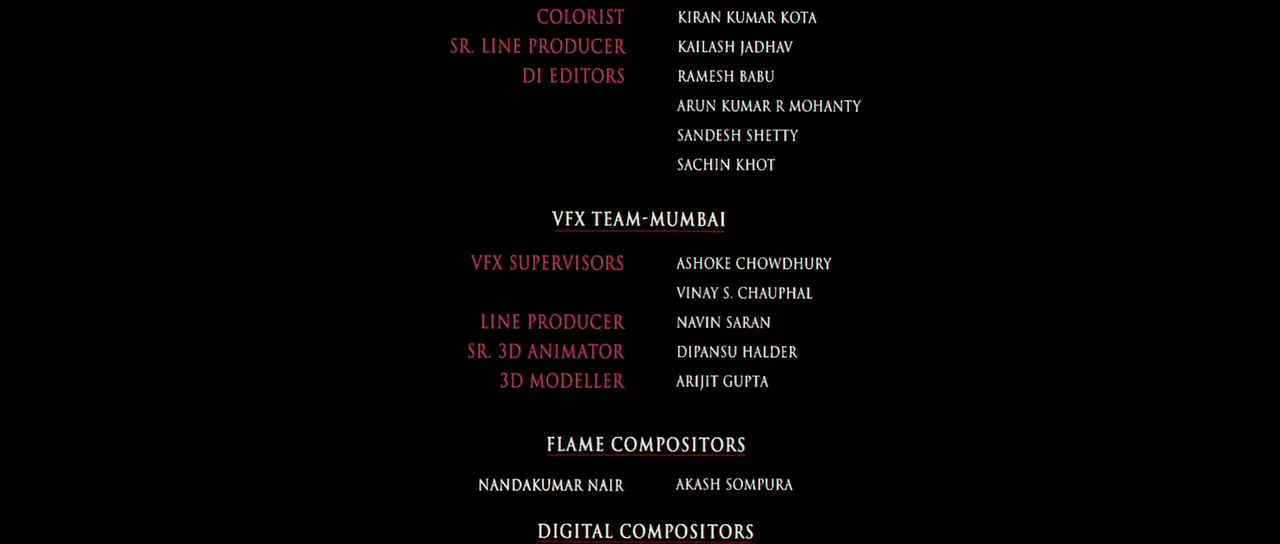 COLORIST KIRAN KUMAR KOTA
SR. LINE PRODUCER KAILASH JADHAV
DI EDITORS RAMESH BABU
ARUN KUMAR R MOHANTY
SANDESH SHETTY
SACHIN KHOT
VFX TEAM-MUMBAI
VFX SUPERVISORS ASHOKE CHOWDHURY
VINAY S. CHAUPHAL
LINE PRODUCER NAVIN SARAN
SR. 3D ANIMATOR DIPANSU HALDER
3D MODELLER ARIJIT GUPTA
FLAME COMPOSITORS
NANDAKUMAR NAIR AKASH SOMPURA
DIGITAL COMPOSITORS